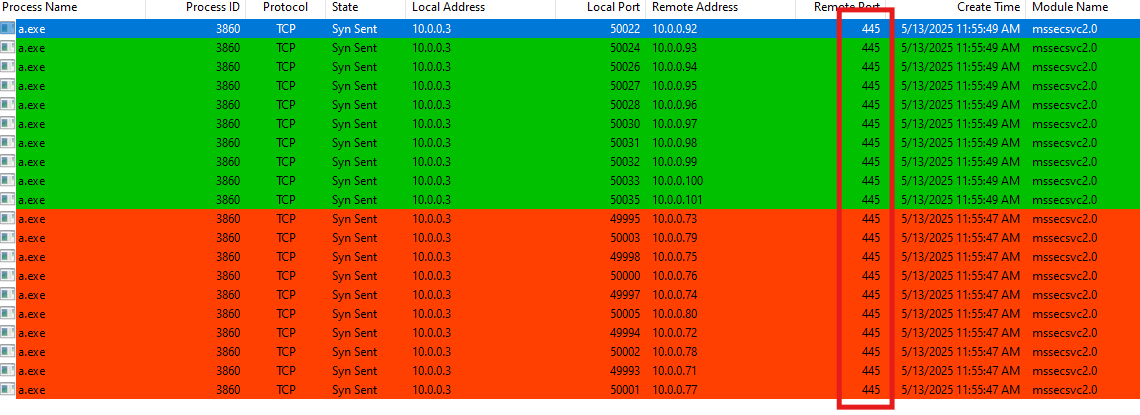 Process Name Process ID Protocol State Local Address Local Port Remote Address Remote Port Create Time Module Name
a.exe 3860 TCP Syn Sent 10.0.0.3 50022 10.0.0.92 445 5/13/2025 11:55:49 AM mssecsvc2.0
a.exe 3860 TCP Syn Sent 10.0.0.3 50024 10.0.0.93 445 5/13/2025 11:55:49 AM mssecsvc2.0
a.exe 3860 TCP Syn Sent 10.0.0.3 50026 10.0.0.94 445 5/13/2025 11:55:49 AM mssecsvc2.0
a.exe 3860 TCP Syn Sent 10.0.0.3 50027 10.0.0.95 445 5/13/2025 11:55:49 AM mssecsvc2.0
a.exe 3860 TCP Syn Sent 10.0.0.3 50028 10.0.0.96 445 5/13/2025 11:55:49 AM mssecsvc2.0
a.exe 3860 TCP Syn Sent 10.0.0.3 50030 10.0.0.97 445 5/13/2025 11:55:49 AM mssecsvc2.0
a.exe 3860 TCP Syn Sent 10.0.0.3 50031 10.0.0.98 445 5/13/2025 11:55:49 AM mssecsvc2.0
a.exe 3860 TCP Syn Sent 10.0.0.3 50032 10.0.0.99 445 5/13/2025 11:55:49 AM mssecsvc2.0
a.exe 3860 TCP Syn Sent 10.0.0.3 50033 10.0.0.100 445 5/13/2025 11:55:49 AM mssecsvc2.0
a.exe 3860 TCP Syn Sent 10.0.0.3 50035 10.0.0.101 445 5/13/2025 11:55:49 AM mssecsvc2.0
a.exe 3860 TCP Syn Sent 10.0.0.3 49995 10.0.0.73 445 5/13/2025 11:55:47 AM mssecsvc2.0
a.exe 3860 TCP Syn Sent 10.0.0.3 50003 10.0.0.79 445 5/13/2025 11:55:47 AM mssecsvc2.0
a.exe 3860 TCP Syn Sent 10.0.0.3 49998 10.0.0.75 445 5/13/2025 11:55:47 AM mssecsvc2.0
a.exe 3860 TCP Syn Sent 10.0.0.3 50000 10.0.0.76 445 5/13/2025 11:55:47 AM mssecsvc2.0
a.exe 3860 TCP Syn Sent 10.0.0.3 49997 10.0.0.74 445 5/13/2025 11:55:47 AM mssecsvc2.0
a.exe 3860 TCP Syn Sent 10.0.0.3 50005 10.0.0.80 445 5/13/2025 11:55:47 AM mssecsvc2.0
a.exe 3860 TCP Syn Sent 10.0.0.3 49994 10.0.0.72 445 5/13/2025 11:55:47 AM mssecsvc2.0
a.exe 3860 TCP Syn Sent 10.0.0.3 50002 10.0.0.78 445 5/13/2025 11:55:47 AM mssecsvc2.0
a.exe 3860 TCP Syn Sent 10.0.0.3 49993 10.0.0.71 445 5/13/2025 11:55:47 AM mssecsvc2.0
a.exe 3860 TCP Syn Sent 10.0.0.3 50001 10.0.0.77 445 5/13/2025 11:55:47 AM mssecsvc2.0